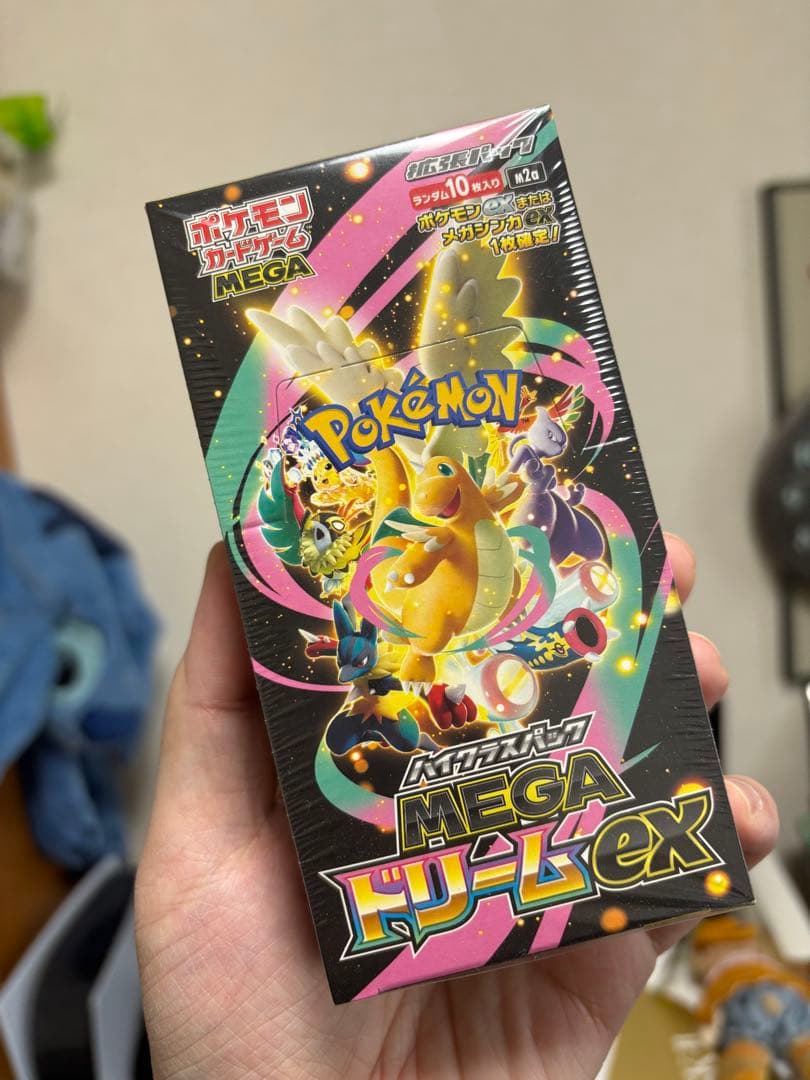 拡張パック
ポケモン
カードゲーム
MEGA
ランダム10枚入り M2a
ポケモンexまたは
メガシンカex
1枚確定!
POKéMON
ハイクラスパック
MEGA
ドリームex